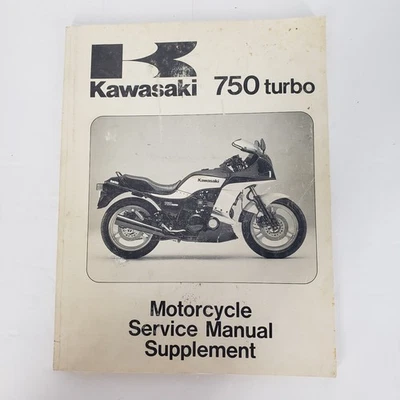 Kawasaki 750 turbo
Kawasaki
Motorcycle
Service Manual
Supplement